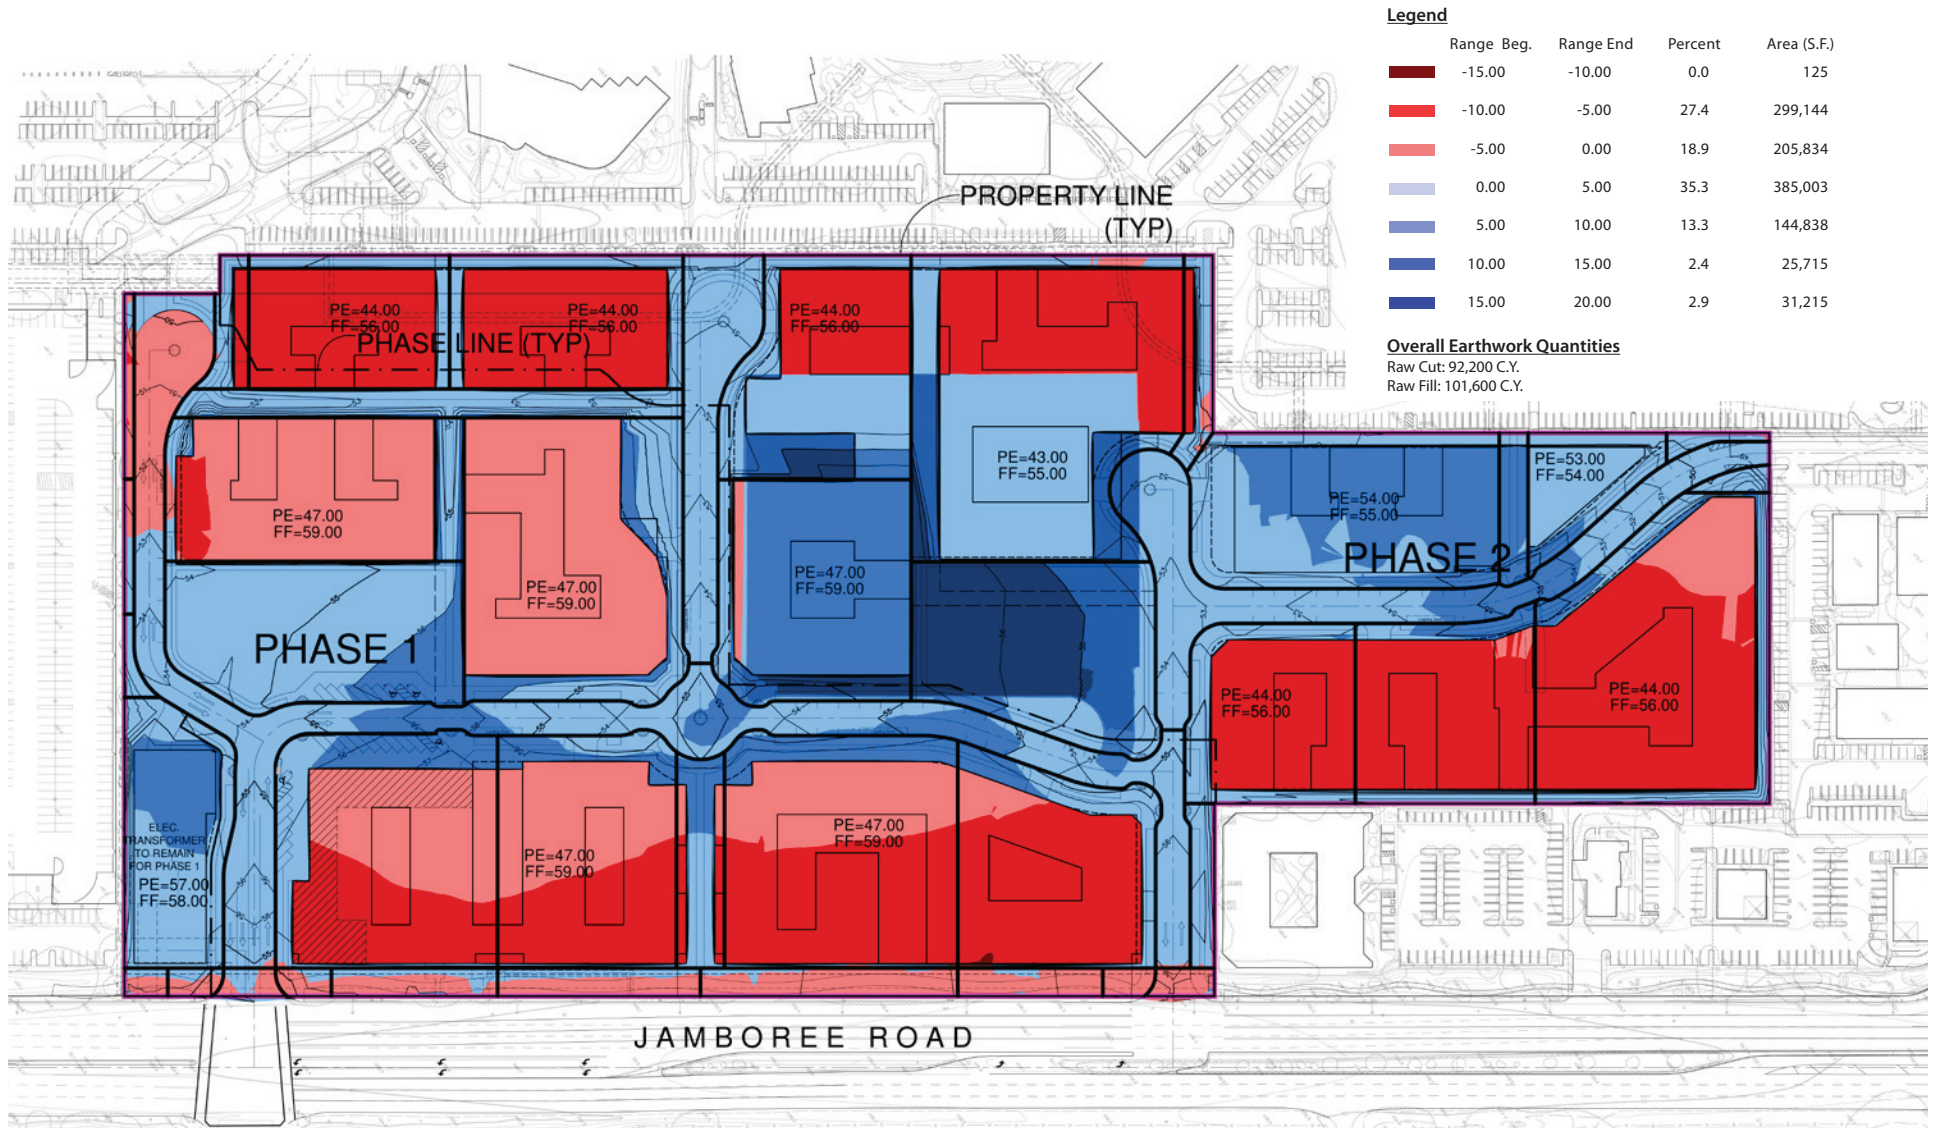 Legend
Range Beg. Range End Percent Area (S.F.)
-15.00 -10.00 0.0 125
-10.00 -5.00 27.4 299,144
-5.00 0.00 18.9 205,834
0.00 5.00 35.3 385,003
5.00 10.00 13.3 144,838
10.00 15.00 2.4 25,715
15.00 20.00 2.9 31,215
Overall Earthwork Quantities
Raw Cut: 92,200 C.Y.
Raw Fill: 101,600 C.Y.
PROPERTY LINE
(TYP)
PE=44.00
FF=56.00
PE=44.00
FF=56.00
PE=44.00
FF=56.00
PHASE LINE (TYP)
PE=43.00
FF=55.00
PE=53.00
FF=54.00
PE=54.00
FF=55.00
PE=47.00
FF=59.00
PE=47.00
FF=59.00
PE=47.00
FF=59.00
PHASE 2
PHASE 1
PE=44.00
FF=56.00
PE=44.00
FF=56.00
ELEC.
TRANSFORMER
TO REMAIN
FOR PHASE 1
PE=57.00
FF=58.00
PE=47.00
FF=59.00
PE=47.00
FF=59.00
JAMBOREE ROAD